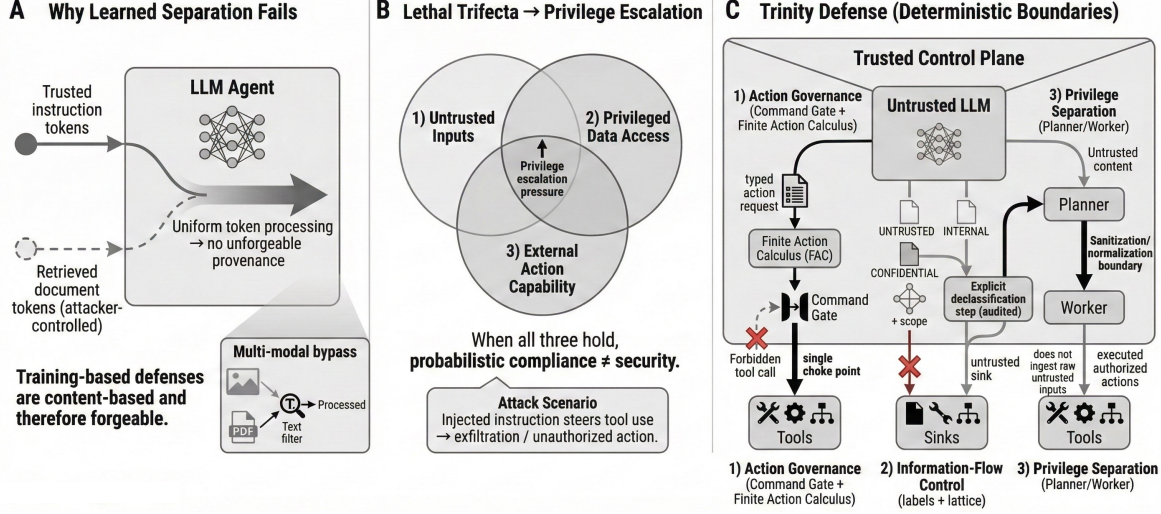 A Why Learned Separation Fails
Trusted
instruction
tokens
LLM Agent
Uniform token processing
→ no unforgeable
provenance
Retrieved
document
tokens (attacker-
controlled)
Training-based defenses
are content-based and
therefore forgeable.
Multi-modal bypass
PDF
T
Text
filter
Processed
B Lethal Trifecta → Privilege Escalation
1) Untrusted
Inputs
2) Privileged
Data Access
Privilege
escalation
pressure
3) External
Action
Capability
When all three hold,
probabilistic compliance ≠ security.
Attack Scenario
Injected instruction steers tool use
→ exfiltration / unauthorized action.
C Trinity Defense (Deterministic Boundaries)
Trusted Control Plane
1) Action Governance
(Command Gate +
Finite Action Calculus)
Untrusted LLM
3) Privilege
Separation
(Planner/Worker)
typed
action
request
Finite Action
Calculus (FAC)
Command
Gate
Forbidden
tool call
single
choke point
Tools
UNTRUSTED
INTERNAL
CONFIDENTIAL
+ scope
Explicit
declassification
step (audited)
untrusted
sink
Sinks
Untrusted
content
Planner
Sanitization/
normalization
boundary
Worker
does not
ingest raw
untrusted
inputs
executed
authorized
actions
Tools
1) Action Governance
(Command Gate +
Finite Action Calculus)
2) Information-Flow
Control
(labels + lattice)
3) Privilege Separation
(Planner/Worker)